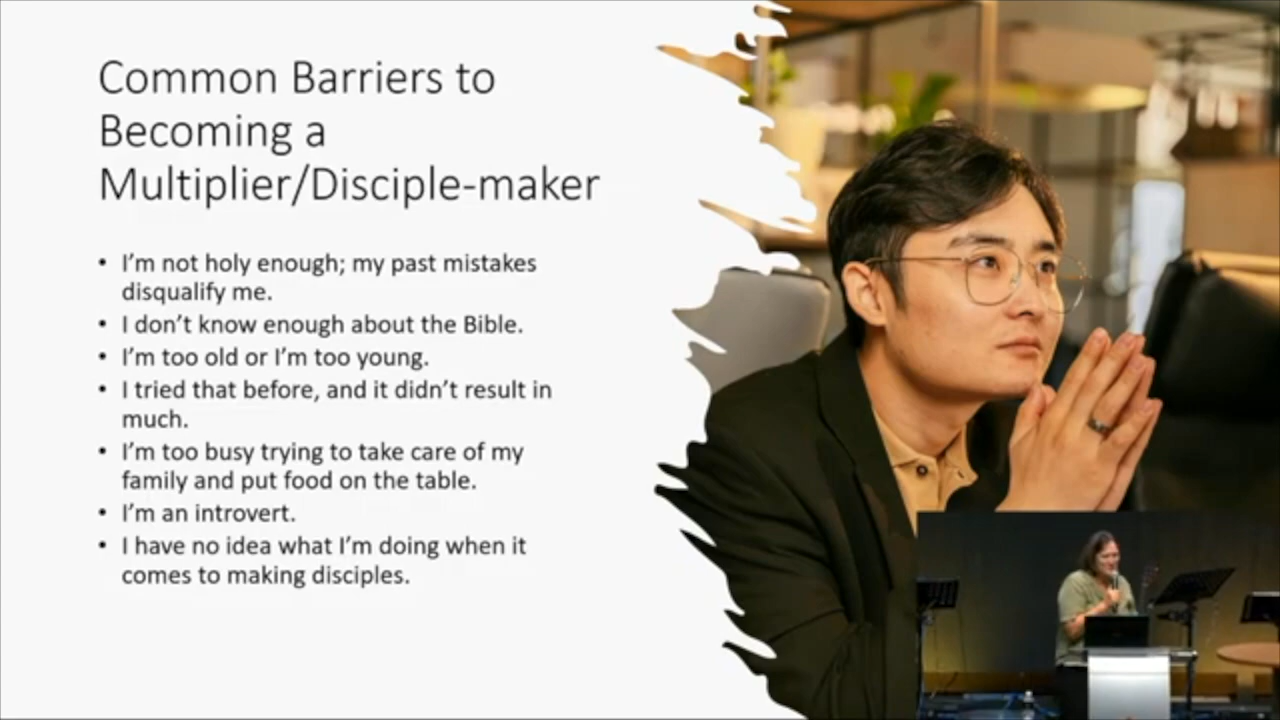 Common Barriers to
Becoming a
Multiplier/Disciple-maker
• I’m not holy enough; my past mistakes
disqualify me.
• I don’t know enough about the Bible.
• I’m too old or I’m too young.
• I tried that before, and it didn’t result in
much.
• I’m too busy trying to take care of my
family and put food on the table.
• I’m an introvert.
• I have no idea what I’m doing when it
comes to making disciples.